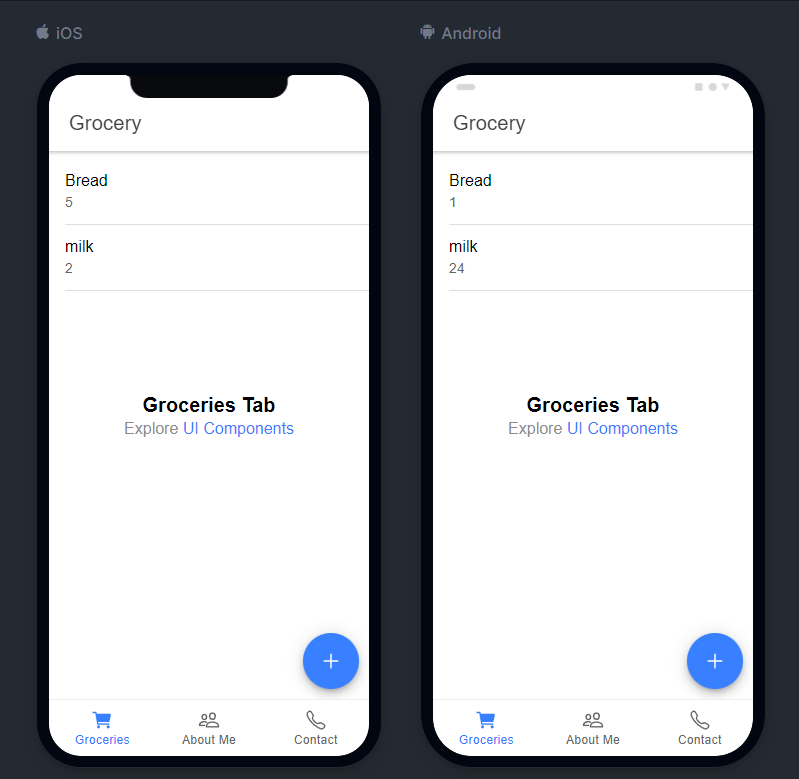 iOS
Grocery
Bread
5
milk
2
Groceries Tab
Explore UI Components
Groceries About Me Contact
Android
Grocery
Bread
1
milk
24
Groceries Tab
Explore UI Components
Groceries About Me Contact